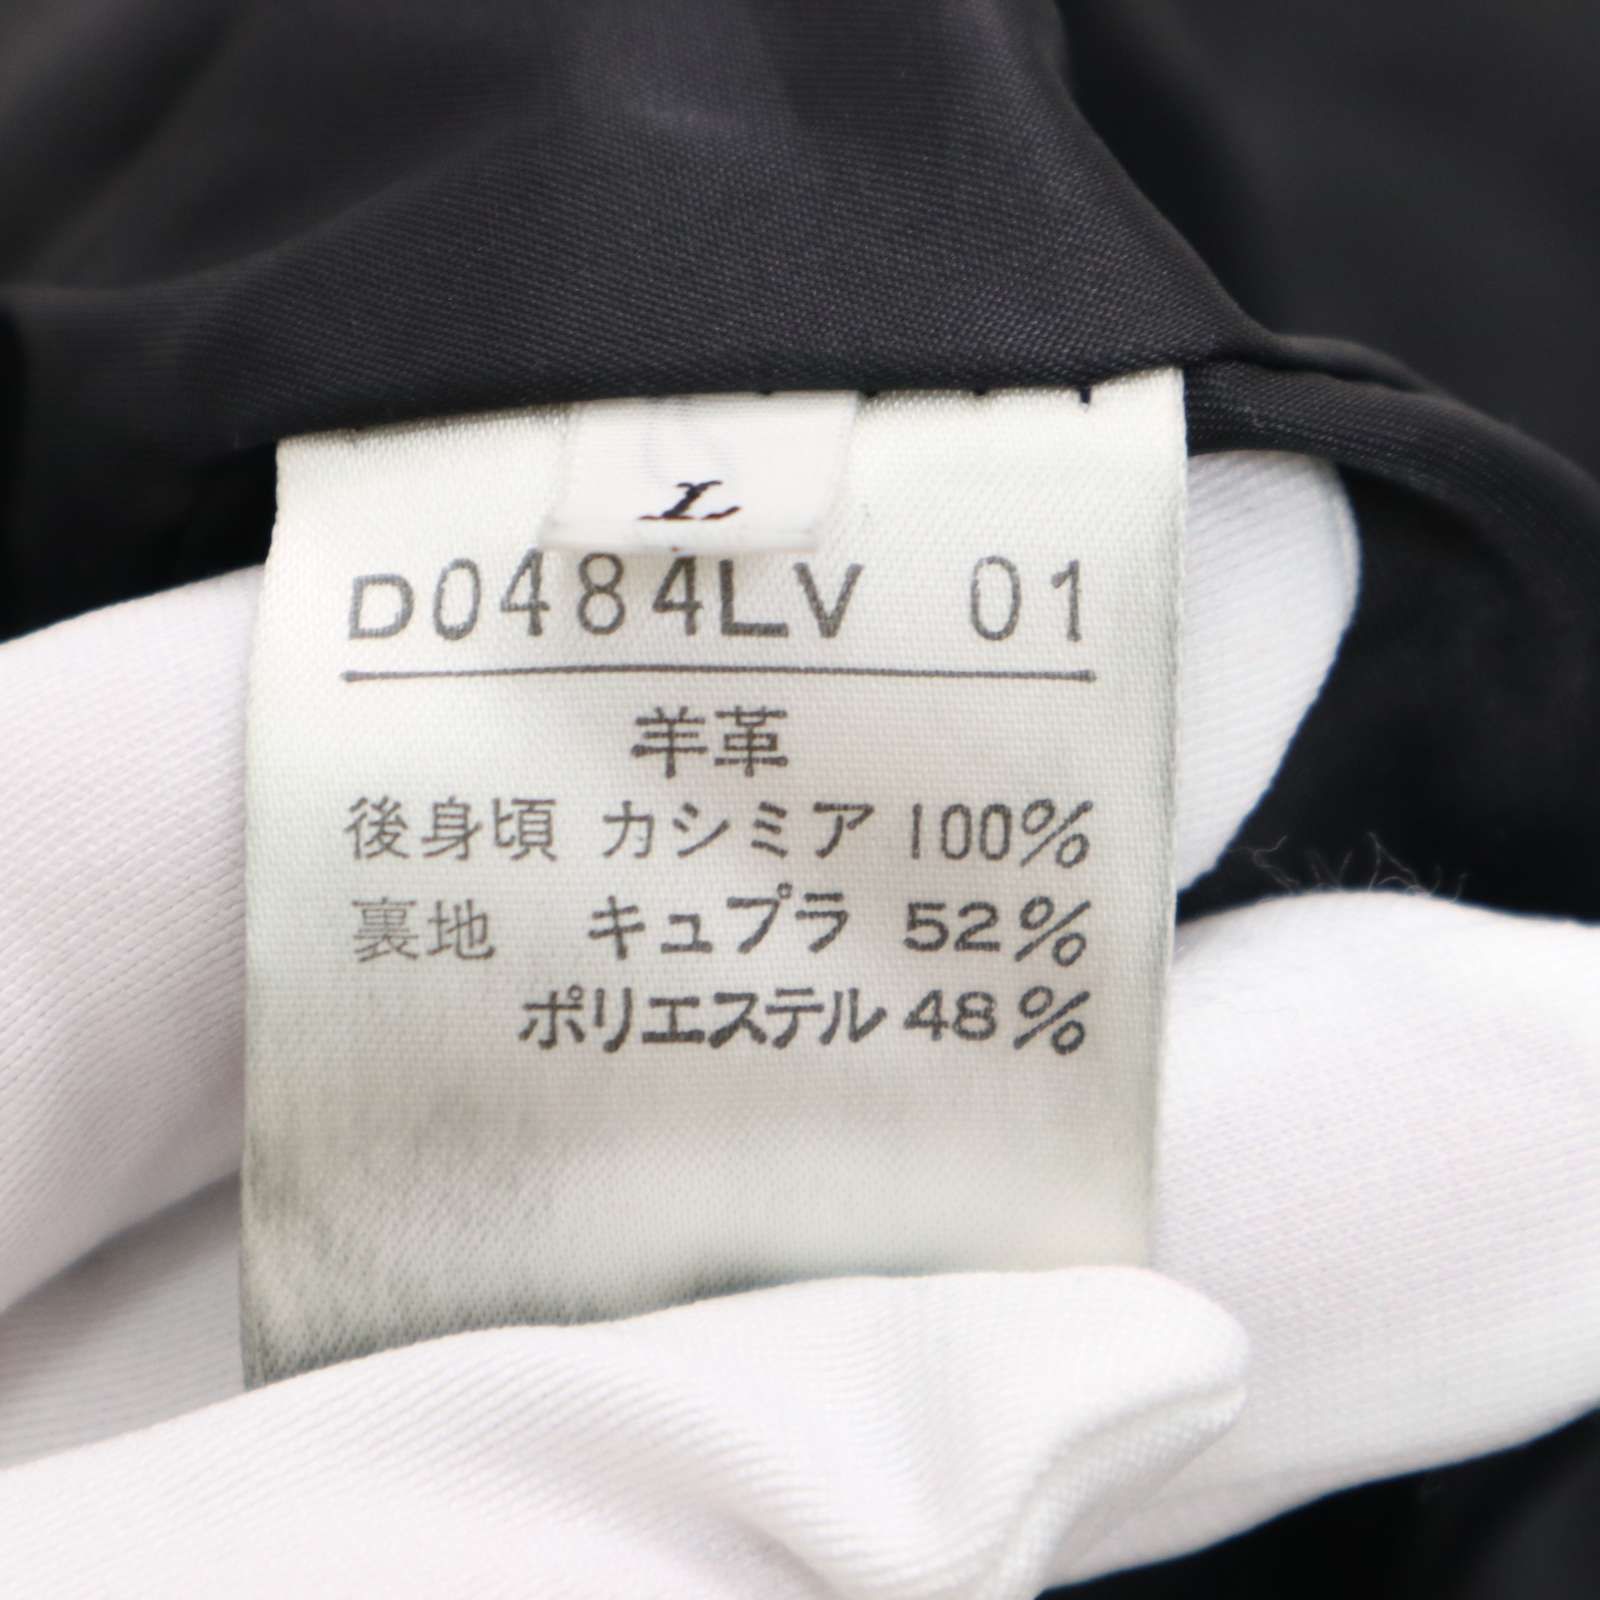 D0484LV 01
羊革
後身頃 カシミア 100%
裏地 キュプラ 52%
ポリエステル 48%